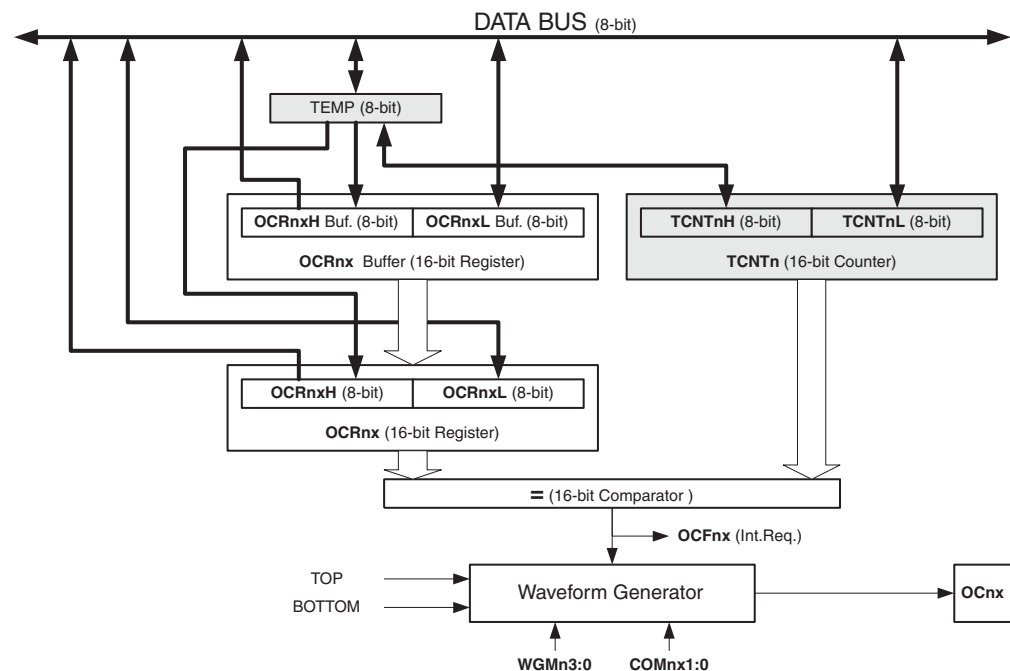 DATA BUS (8-bit)
TEMP (8-bit)
OCRnxH Buf. (8-bit) OCRnxL Buf. (8-bit)
OCRnx Buffer (16-bit Register)
TCNTnH (8-bit) TCNTnL (8-bit)
TCNTn (16-bit Counter)
OCRnxH (8-bit) OCRnxL (8-bit)
OCRnx (16-bit Register)
= (16-bit Comparator )
OCFnx (Int.Req.)
TOP
BOTTOM
Waveform Generator
OCnx
WGMn3:0 COMnx1:0